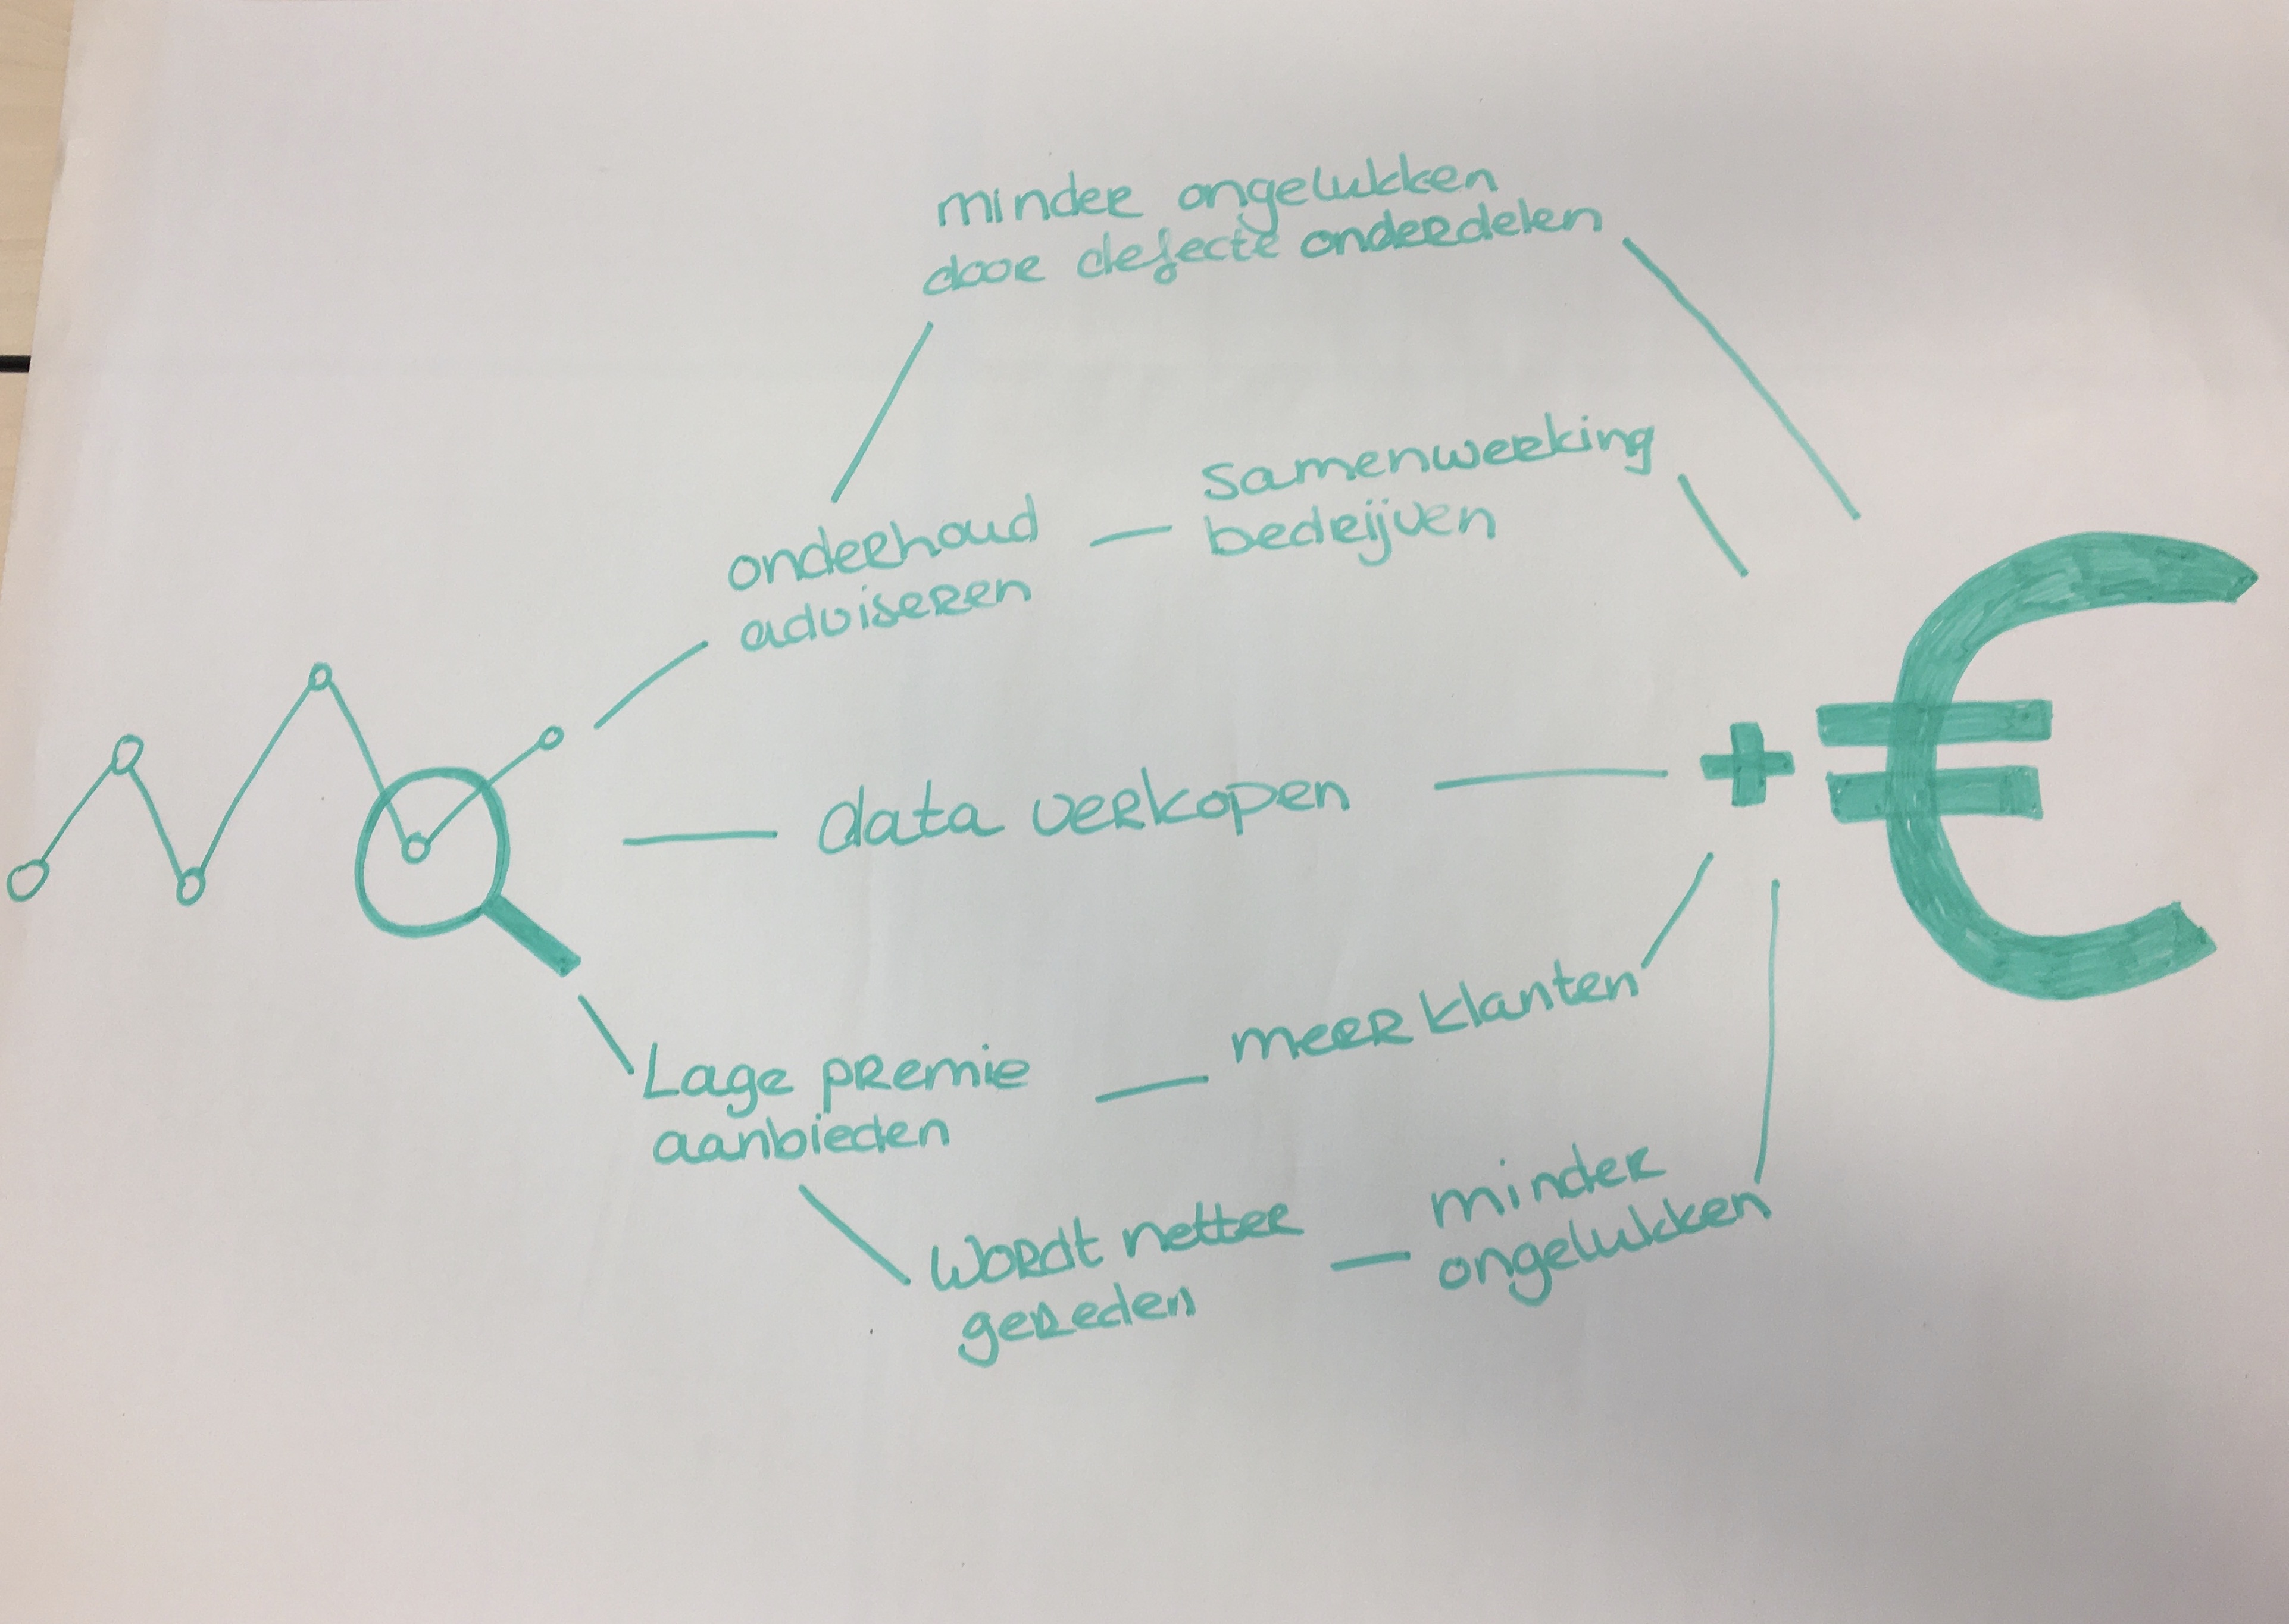 minder ongelukken
door defecte onderdelen
onderhoud
adviseren
samenwerking
bedrijven
data verkopen
+ €
Lage premie
aanbieden
meer klanten
wordt netter
gereden
minder
ongelukken